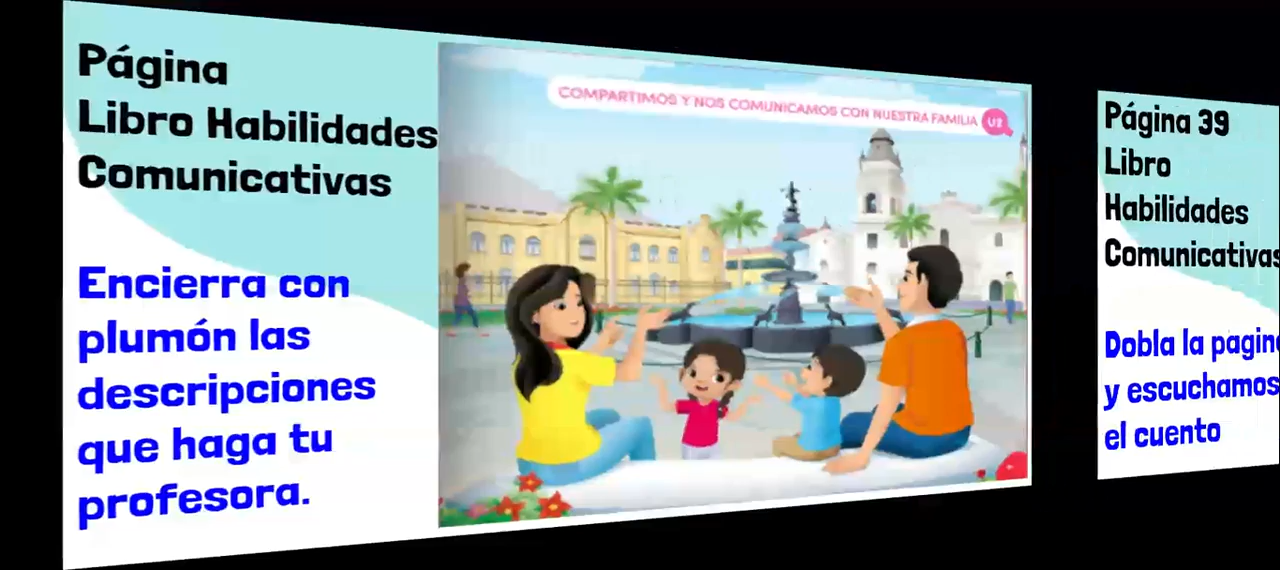 Página
Libro Habilidades
Comunicativas
Encierra con
plumón las
descripciones
que haga tu
profesora.
COMPARTIMOS Y NOS COMUNICAMOS CON NUESTRA FAMILIA U2
Página 39
Libro
Habilidades
Comunicativas
Dobla la pagin
y escuchamos
el cuento